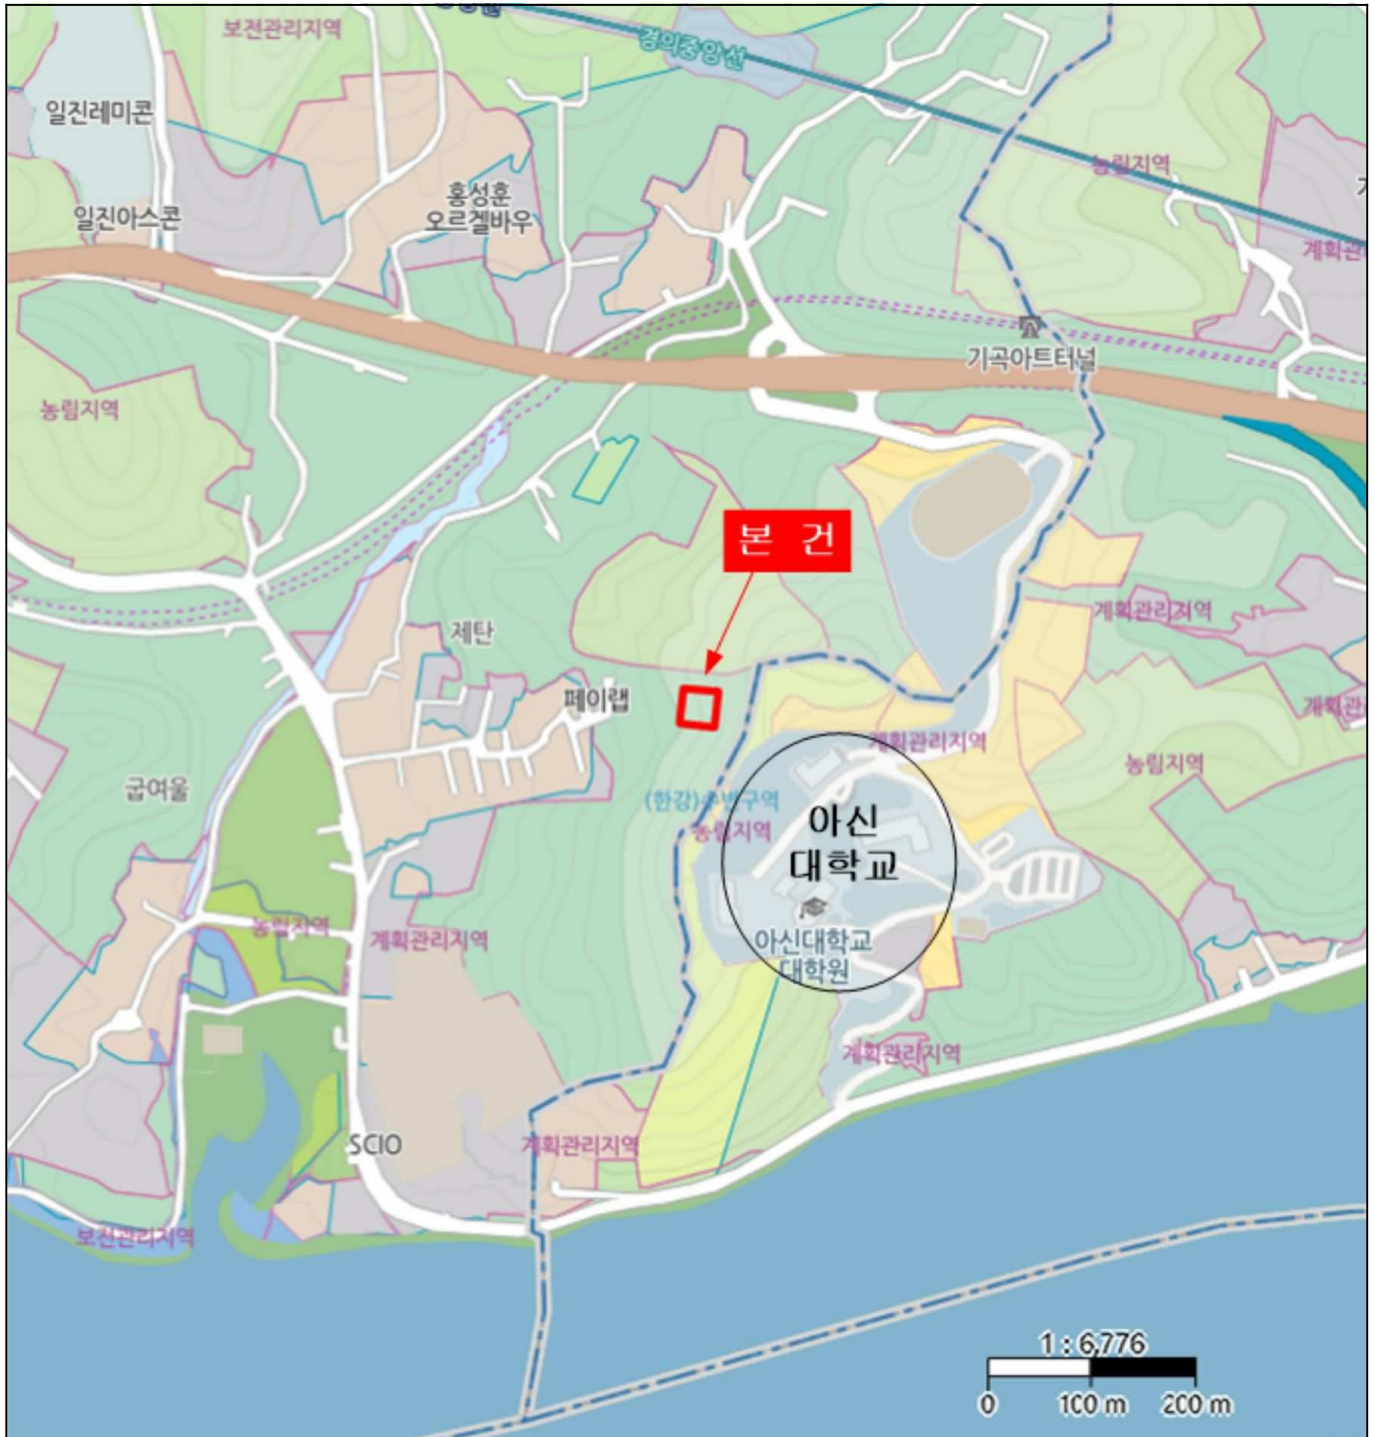 보전관리지역
경의중앙선
일진레미콘
농림지역
홍성훈
오르겔바우
일진아스콘
계획관
기곡아트터널
농림지역
본 건
계획관리지역
제탄
페이랩
계획관
계획관리지역
농림지역
굽여울
(한강)수변구역
농림지역
아신
대학교
농림지역
계획관리지역
아신대학교
대학원
계획관리지역
SCIO
계획관리지역
보전관리지역
1 : 6,776
0 100 m 200 m